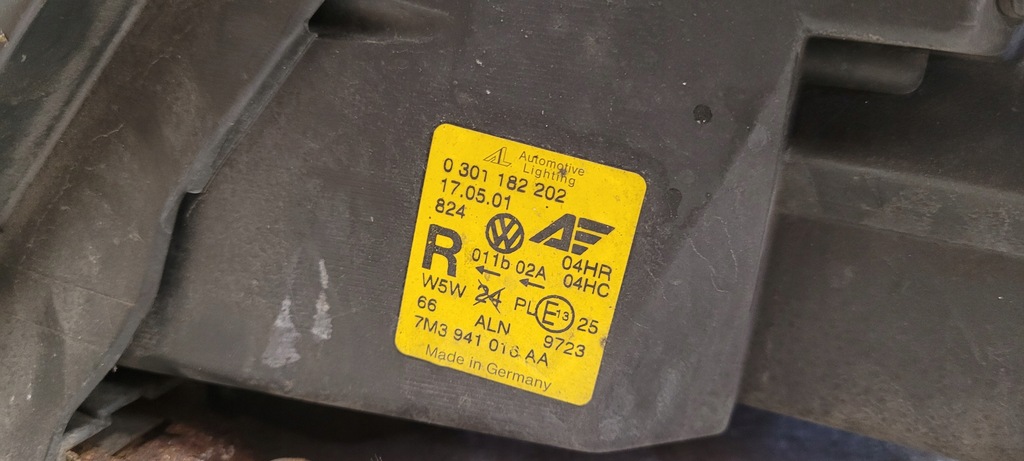 AL Automotive
Lighting
0 301 182 202
17.05.01
824
R
011b 02A 04HR
04HC
W5W 24 PL E13 25
66 ALN 9723
7M3 941 016 AA
Made in Germany